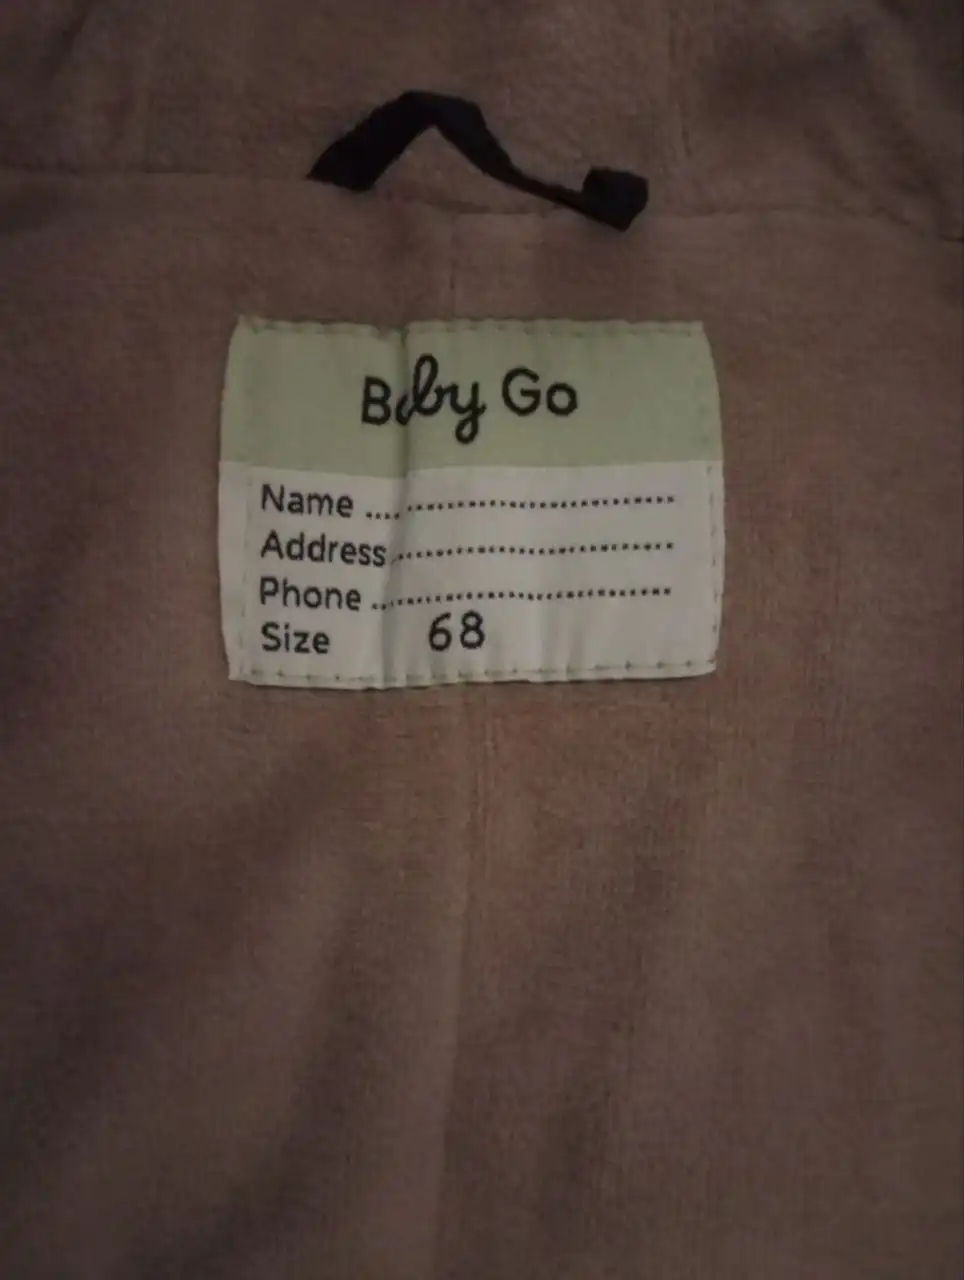 Baby Go
Name ........................................
Address ....................................
Phone .......................................
Size 68